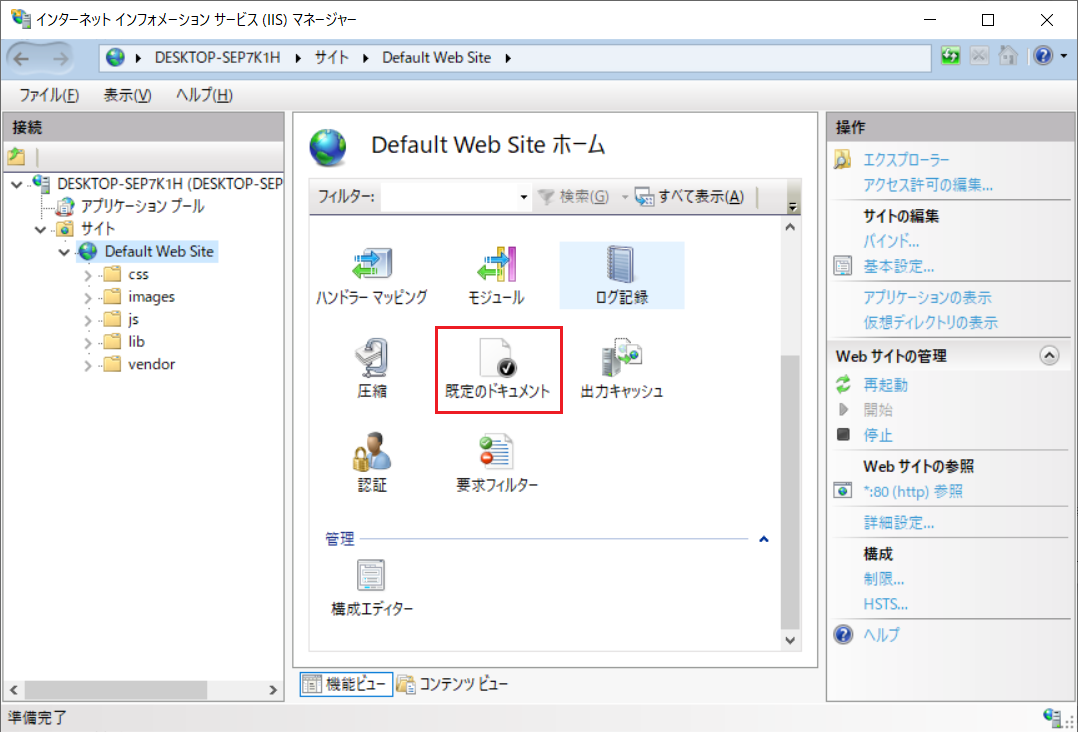 インターネット インフォメーション サービス (IIS) マネージャー
DESKTOP-SEP7K1H
サイト
Default Web Site
ファイル(F)
表示(V)
ヘルプ(H)
接続
DESKTOP-SEP7K1H (DESKTOP-SEP
アプリケーション プール
サイト
Default Web Site
css
images
js
lib
vendor
Default Web Site ホーム
フィルター:
検索(G)
すべて表示(A)
ハンドラー マッピング
モジュール
ログ記録
圧縮
既定のドキュメント
出力キャッシュ
認証
要求フィルター
管理
構成エディター
機能ビュー
コンテンツ ビュー
操作
エクスプローラー
アクセス許可の編集...
サイトの編集
バインド...
基本設定...
アプリケーションの表示
仮想ディレクトリの表示
Web サイトの管理
再起動
開始
停止
Web サイトの参照
*:80 (http) 参照
詳細設定...
構成
制限...
HSTS...
ヘルプ
準備完了